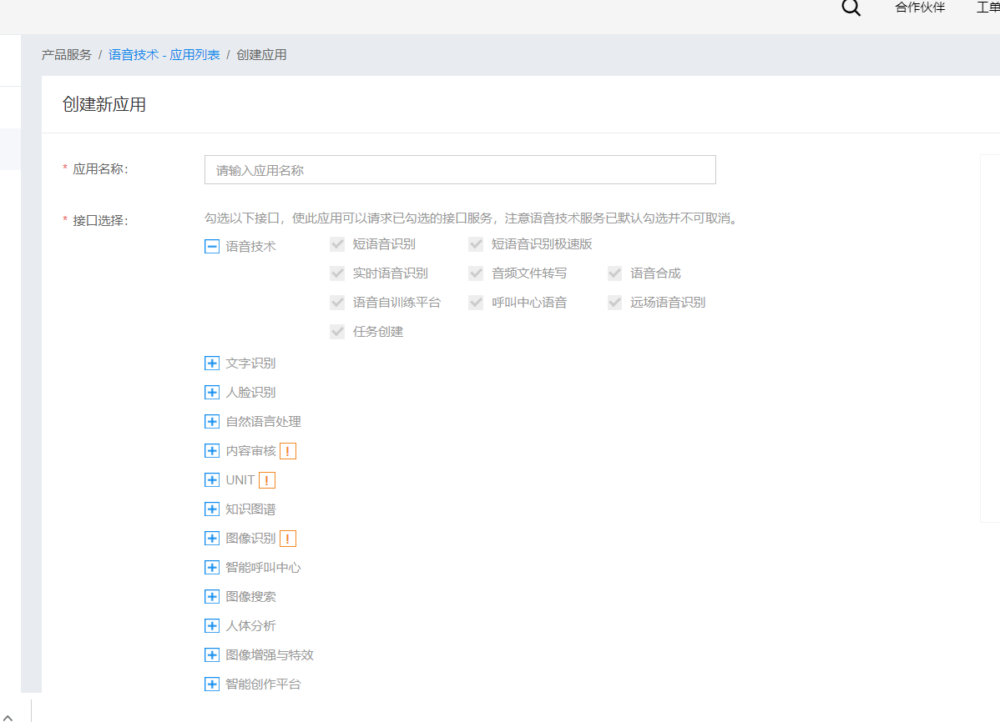 合作伙伴 工单
产品服务 / 语音技术 - 应用列表 / 创建应用
创建新应用
* 应用名称: 请输入应用名称
* 接口选择: 勾选以下接口，使此应用可以请求已勾选的接口服务，注意语音技术服务已默认勾选并不可取消。
语音技术 短语音识别 短语音识别极速版
实时语音识别 音频文件转写 语音合成
语音自训练平台 呼叫中心语音 远场语音识别
任务创建
文字识别
人脸识别
自然语言处理
内容审核 !
UNIT !
知识图谱
图像识别 !
智能呼叫中心
图像搜索
人体分析
图像增强与特效
智能创作平台